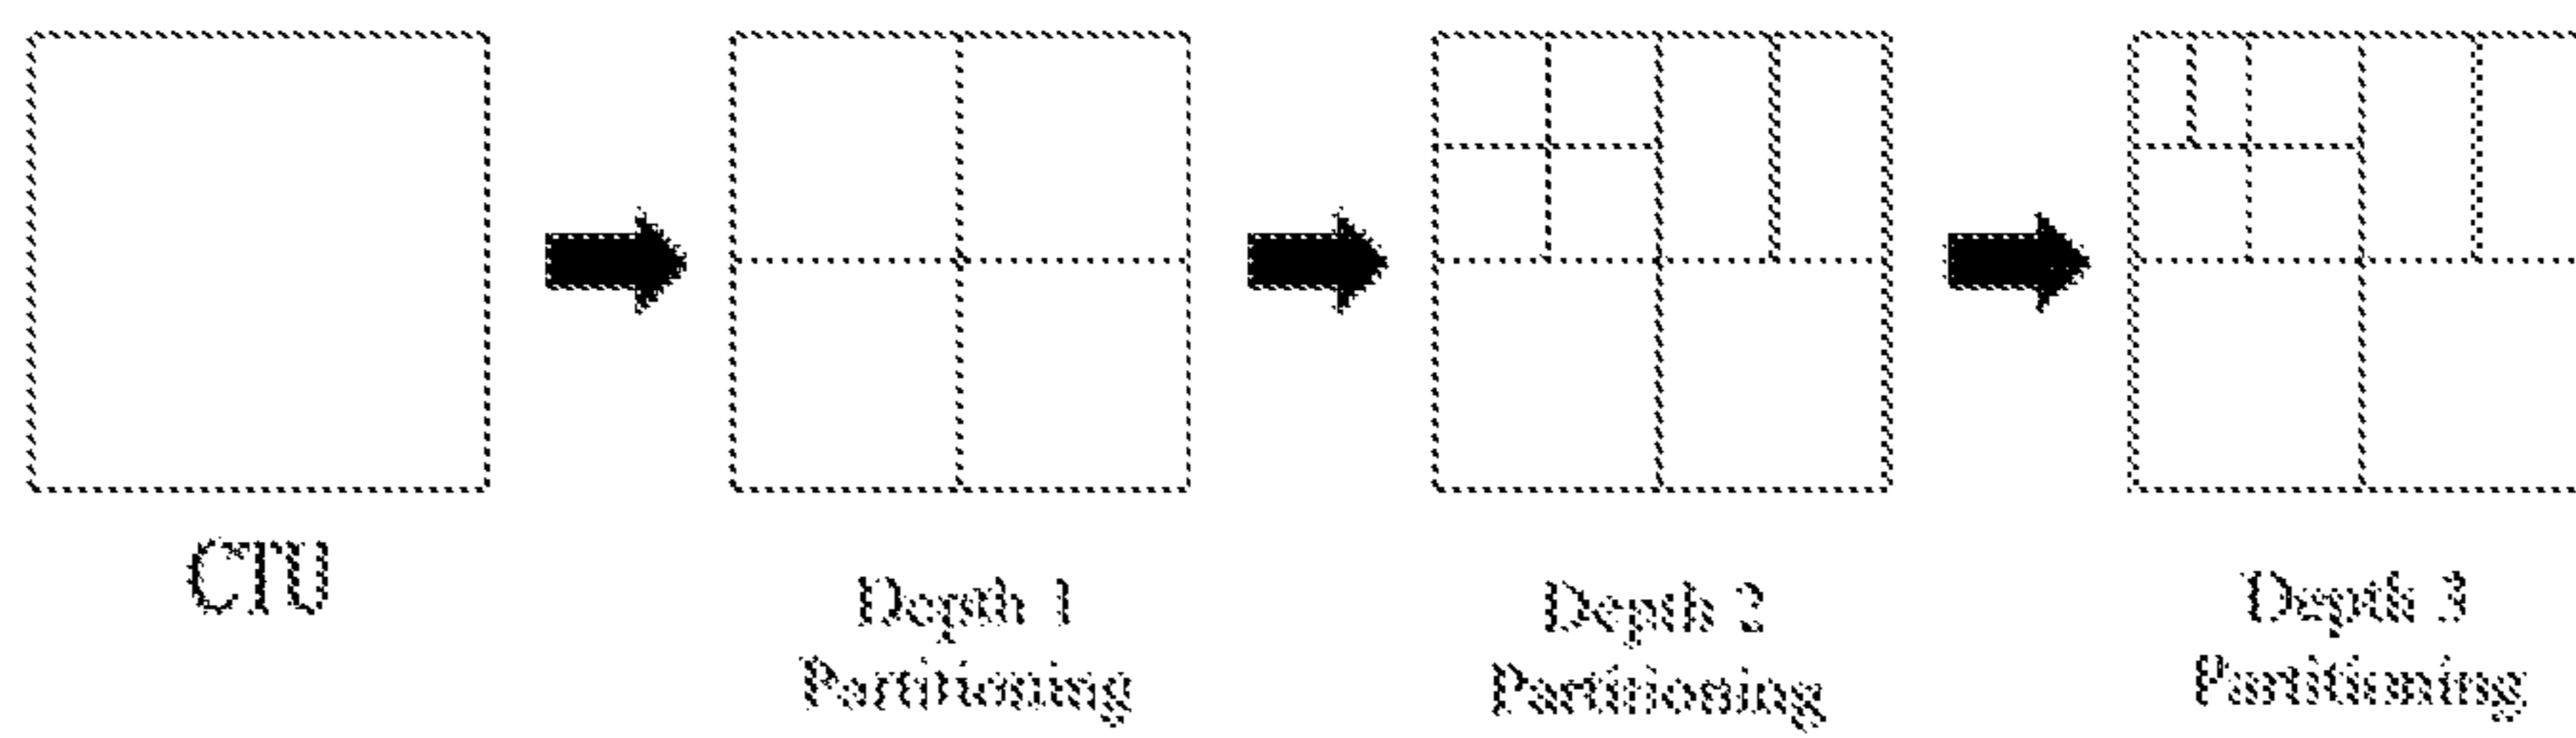 CTU
Depth 1
Partitioning
Depth 2
Partitioning
Depth 3
Partitioning